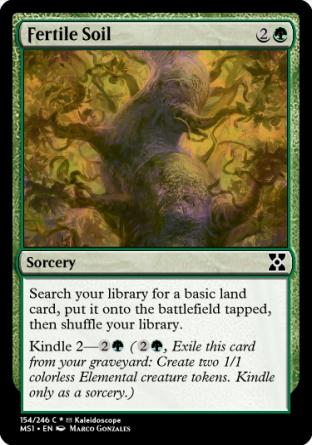 Fertile Soil 2
Sorcery
Search your library for a basic land
card, put it onto the battlefield tapped,
then shuffle your library.
Kindle 2—2 ( 2, Exile this card
from your graveyard: Create two 1/1
colorless Elemental creature tokens. Kindle
only as a sorcery.)
154/246 C * Kaleidoscope
MS1 • EN Marco Gonzales